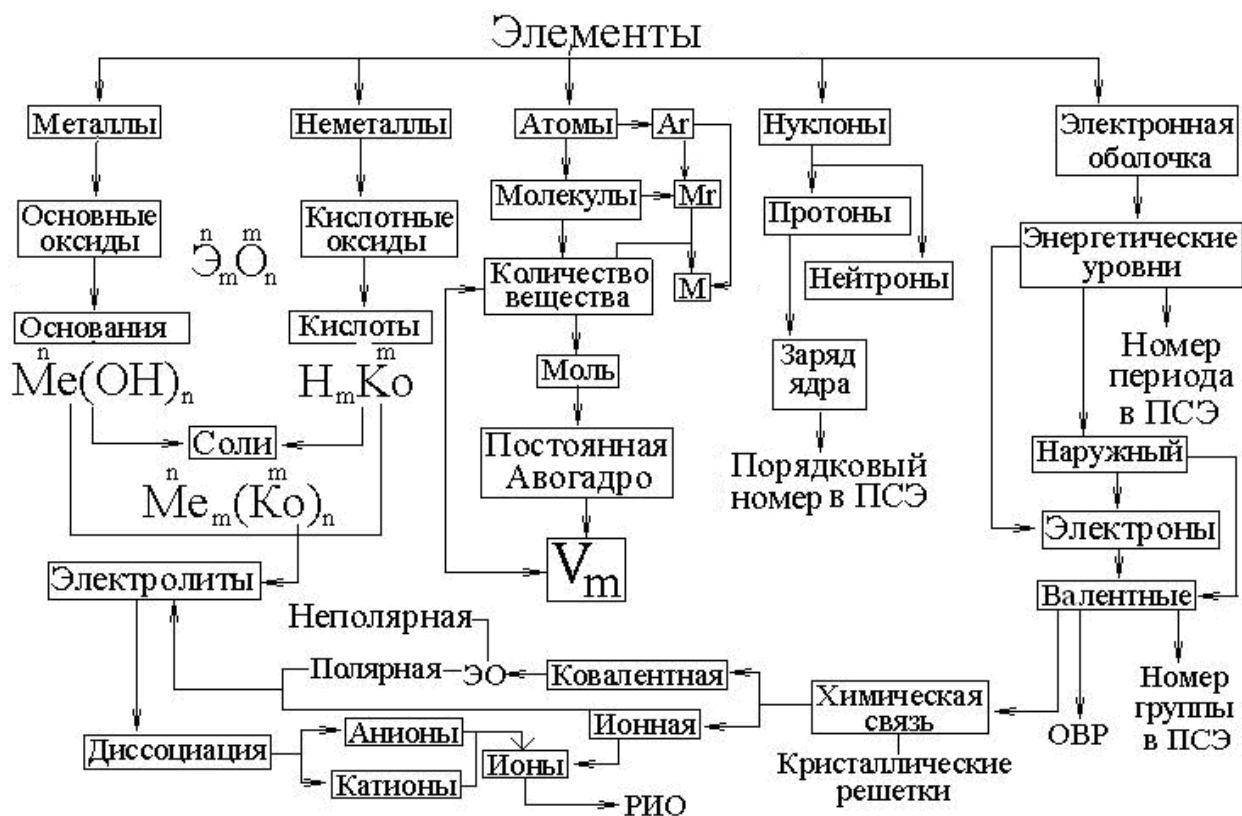 Элементы
Металлы
Неметаллы
Атомы
Ar
Нуклоны
Электронная
оболочка
Молекулы
Mr
Основные
оксиды
Кислотные
оксиды
Протоны
n m
ЭmOn
Энергетические
уровни
Количество
вещества
M
Нейтроны
Основания
Кислоты
n
Me(OH)n
m
HmKo
Моль
Заряд
ядра
Номер
периода
в ПСЭ
Соли
Постоянная
Авогадро
Порядковый
номер в ПСЭ
Наружный
n m
Mem(Ko)n
Электроны
Vm
Электролиты
Валентные
Неполярная
Полярная
ЭО
Ковалентная
Химическая
связь
Номер
группы
в ПСЭ
Ионная
ОВР
Диссоциация
Анионы
Катионы
Ионы
Кристаллические
решетки
РИО